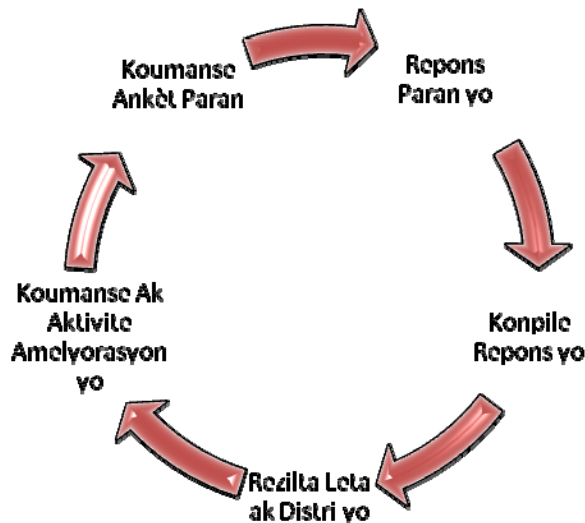 Koumanse
Ankèt Paran
Repons
Paran yo
Konpile
Repons yo
Rezilta Leta
ak Distri yo
Koumanse Ak
Aktivite
Amelyorasyon
yo